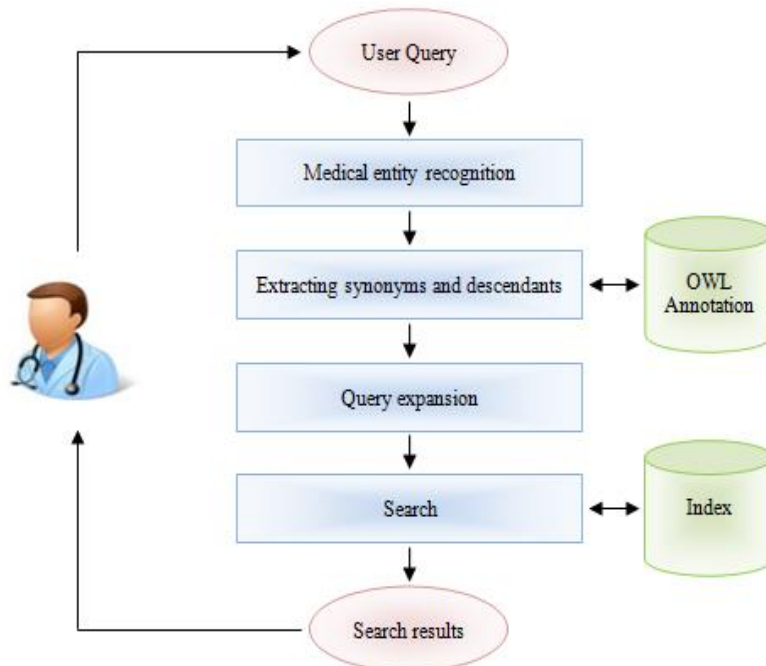 User Query
Medical entity recognition
Extracting synonyms and descendants
OWL
Annotation
Query expansion
Search
Index
Search results